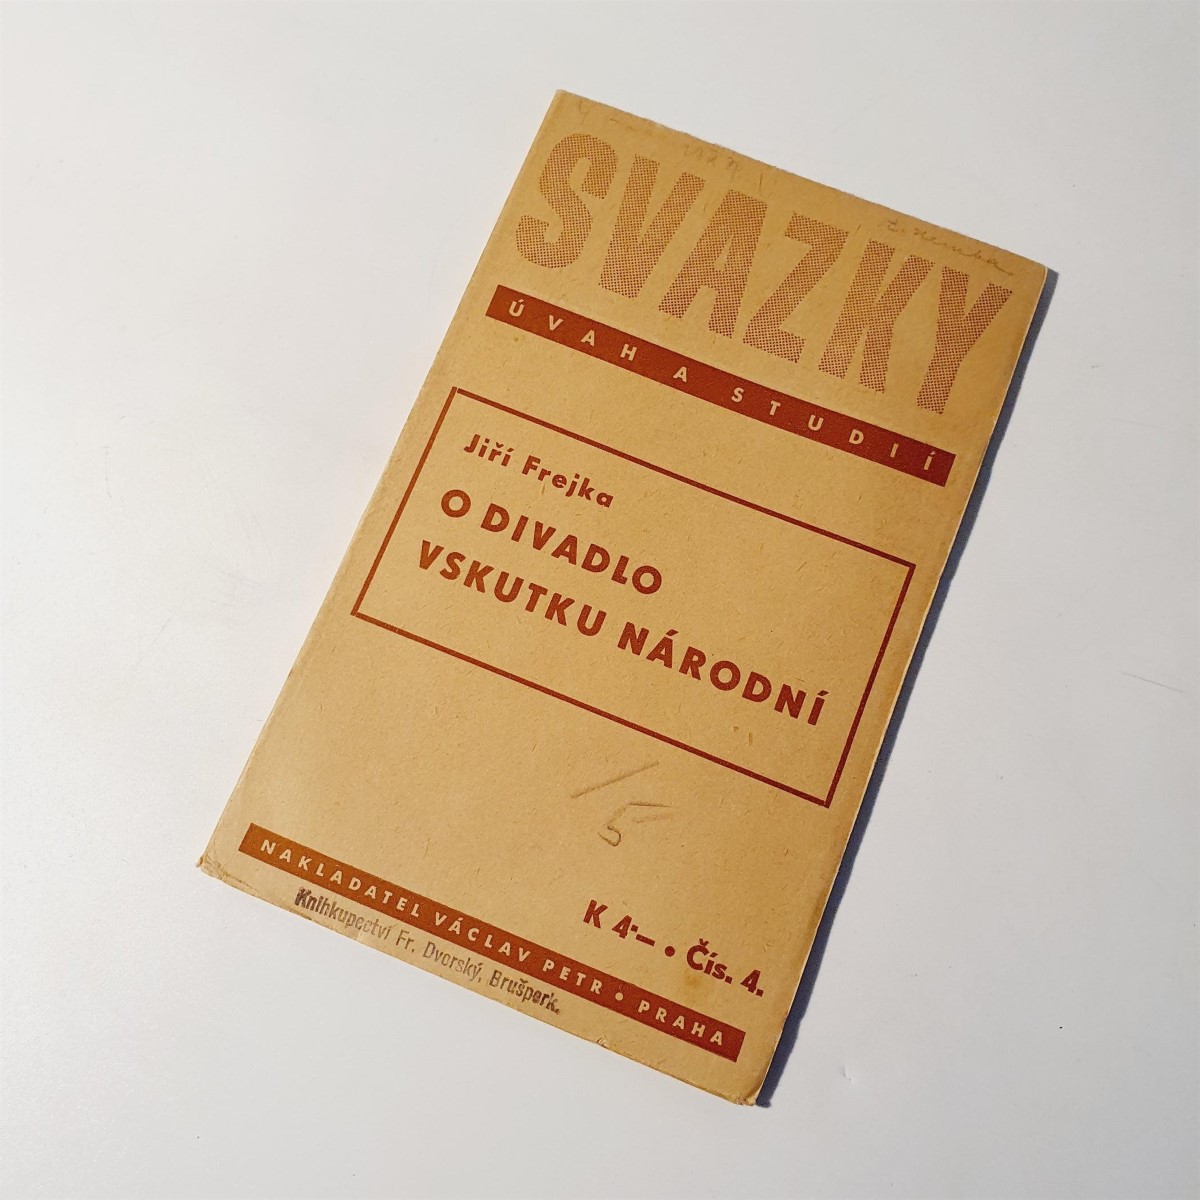 SVAZKY
ÚVAH A STUDIÍ
Jiří Frejka
O DIVADLO
VSKUTKU NÁRODNÍ
/5
K 4·– • Čís. 4.
NAKLADATEL VÁCLAV PETR • PRAHA
Knihkupectví Fr. Dvorský, Brušperk.